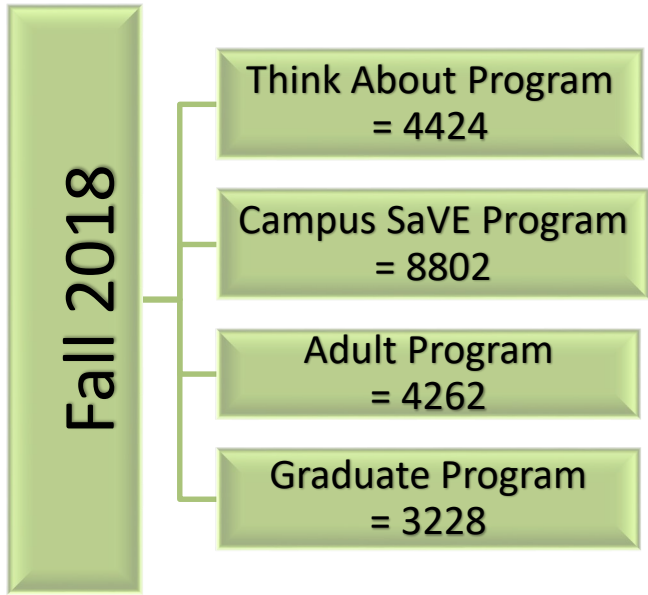 Fall 2018
Think About Program
= 4424
Campus SaVE Program
= 8802
Adult Program
= 4262
Graduate Program
= 3228